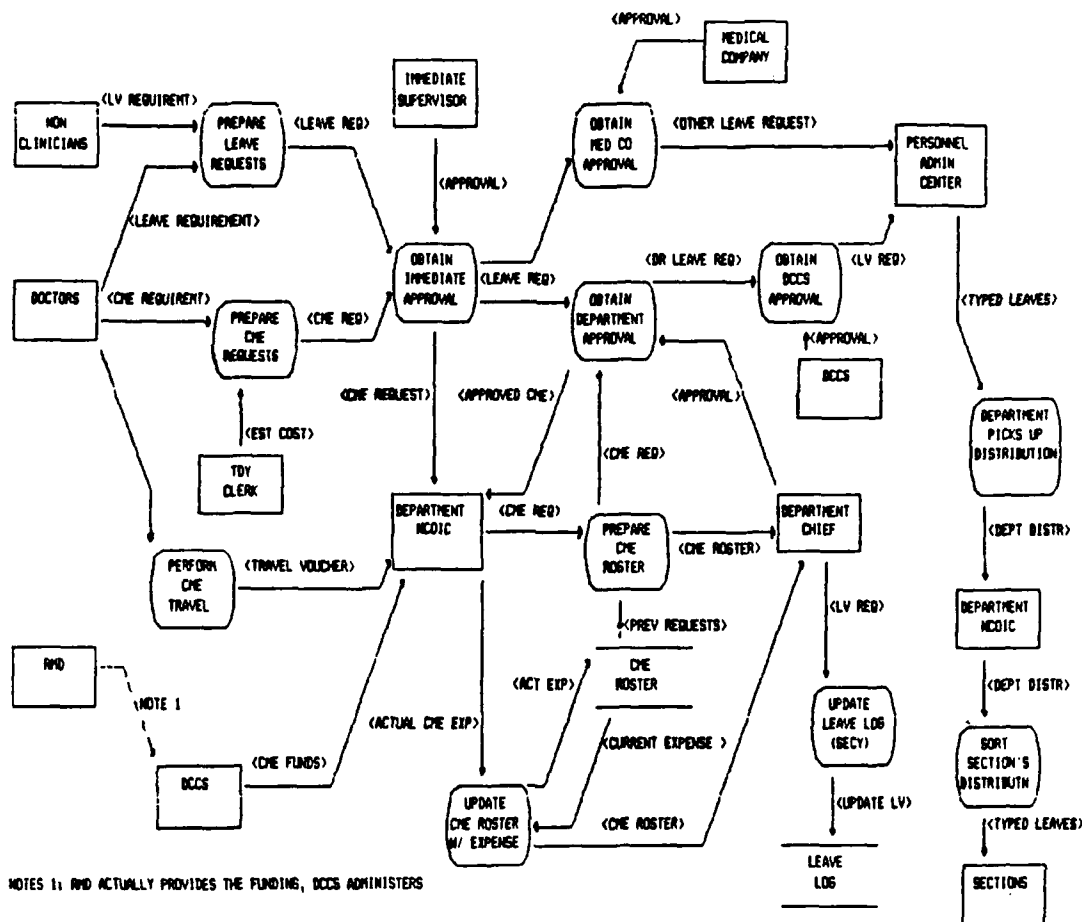 <APPROVAL>
MEDICAL
COMPANY
IMMEDIATE
SUPERVISOR
<LV REQUIREMT>
NON
CLINICIANS
PREPARE
LEAVE
REQUESTS
<LEAVE REQ>
OBTAIN
MED CO
APPROVAL
<OTHER LEAVE REQUEST>
PERSONNEL
ADMIN
CENTER
<APPROVAL>
<LEAVE REQUIREMENT>
OBTAIN
IMMEDIATE
APPROVAL
<LEAVE REQ>
<DR LEAVE REQ>
OBTAIN
DCCS
APPROVAL
<LV REQ>
DOCTORS
<CME REQUIREMT>
PREPARE
CME
REQUESTS
<CME REQ>
OBTAIN
DEPARTMENT
APPROVAL
<TYPED LEAVES>
<APPROVAL>
DCCS
<CME REQUEST>
<APPROVED CME>
<APPROVAL>
DEPARTMENT
PICKS UP
DISTRIBUTION
<EST COST>
<CME REQ>
TDY
CLERK
DEPARTMENT
NCOIC
<CME REQ>
PREPARE
CME
ROSTER
<CME ROSTER>
DEPARTMENT
CHIEF
<DEPT DISTR>
PERFORM
CME
TRAVEL
<TRAVEL VOUCHER>
DEPARTMENT
NCOIC
<LV REQ>
<PREV REQUESTS>
RMD
NOTE 1
CME
ROSTER
<ACT EXP>
<DEPT DISTR>
UPDATE
LEAVE LOG
(SECY)
<ACTUAL CME EXP>
<CURRENT EXPENSE >
SORT
SECTION'S
DISTRIBUTN
DCCS
<CME FUNDS>
UPDATE
CME ROSTER
W/ EXPENSE
<CME ROSTER>
<UPDATE LV>
<TYPED LEAVES>
LEAVE
LOG
SECTIONS
NOTES 1: RMD ACTUALLY PROVIDES THE FUNDING, DCCS ADMINISTERS